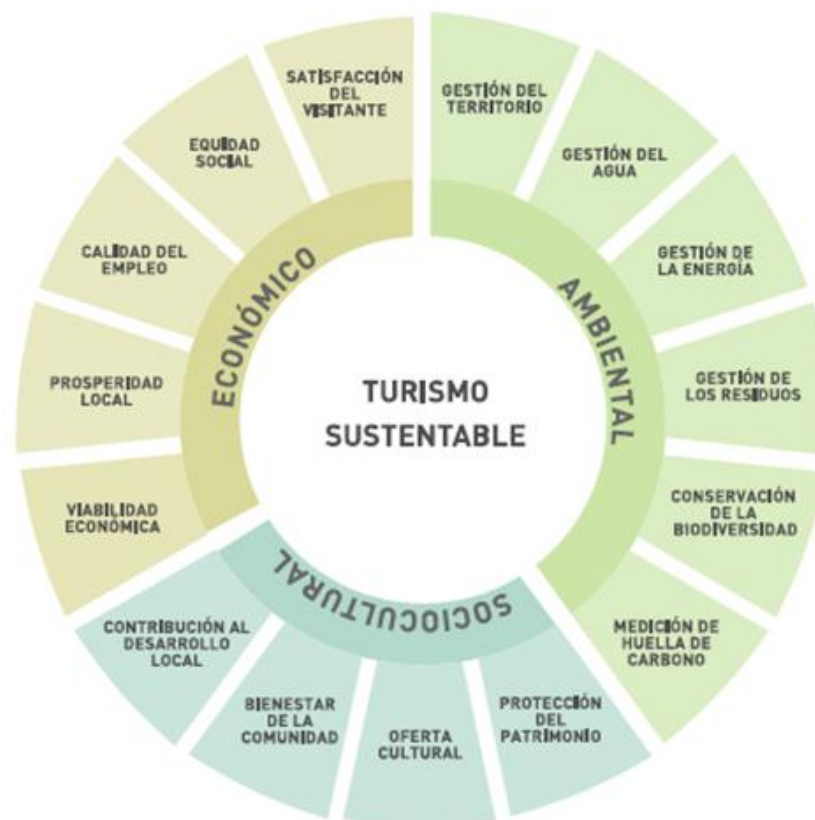 TURISMO
SUSTENTABLE
AMBIENTAL
GESTIÓN DEL
TERRITORIO
GESTIÓN DEL
AGUA
GESTIÓN DE
LA ENERGÍA
GESTIÓN DE
LOS RESIDUOS
CONSERVACIÓN
DE LA
BIODIVERSIDAD
MEDICIÓN DE
HUELLA DE
CARBONO
SOCIOCULTURAL
PROTECCIÓN
DEL
PATRIMONIO
OFERTA
CULTURAL
BIENESTAR
DE LA
COMUNIDAD
CONTRIBUCIÓN AL
DESARROLLO
LOCAL
ECONÓMICO
VIABILIDAD
ECONÓMICA
PROSPERIDAD
LOCAL
CALIDAD DEL
EMPLEO
EQUIDAD
SOCIAL
SATISFACCIÓN
DEL
VISITANTE